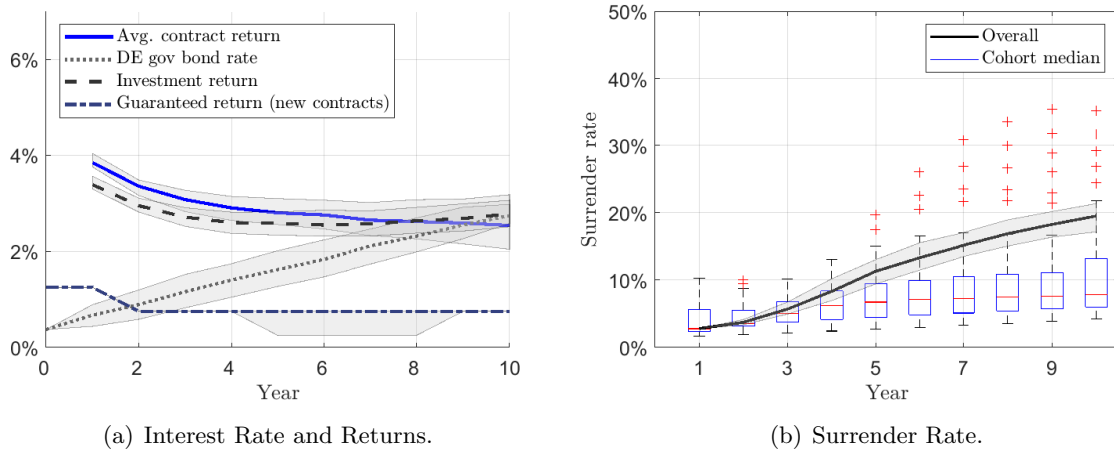 6%
4%
2%
0%
Avg. contract return
DE gov bond rate
Investment return
Guaranteed return (new contracts)
0 2 4 6 8 10
Year
(a) Interest Rate and Returns.
50%
40%
30%
20%
10%
0%
Surrender rate
Overall
Cohort median
1 3 5 7 9
Year
(b) Surrender Rate.